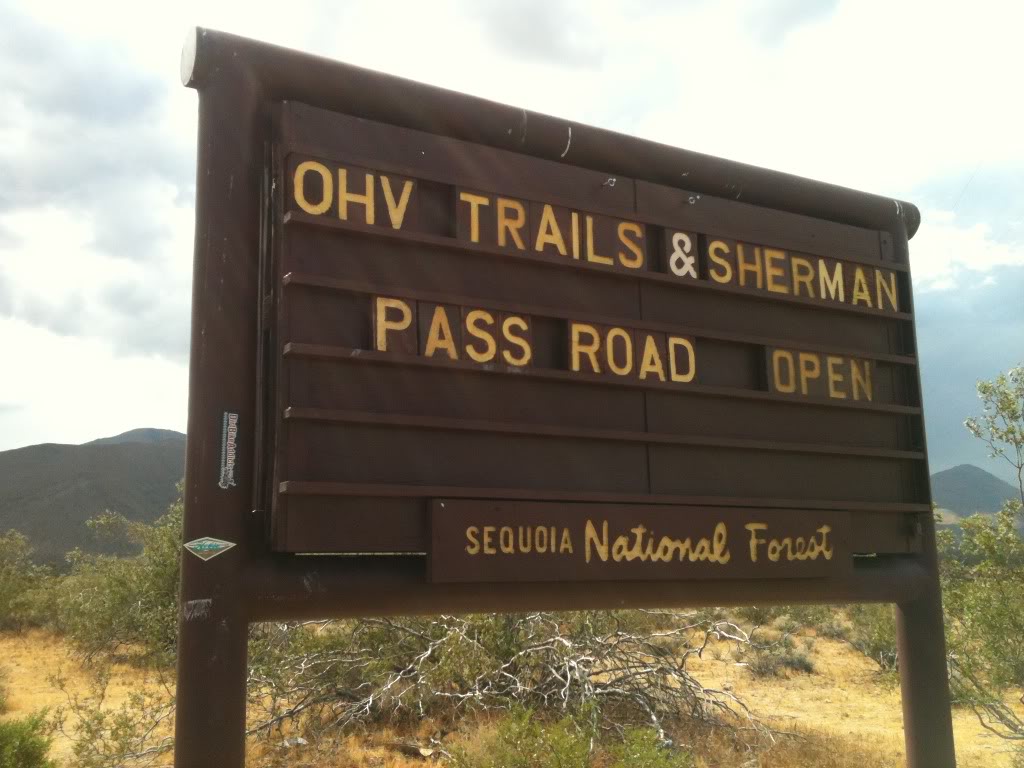 OHV TRAILS & SHERMAN
PASS ROAD OPEN
SEQUOIA National Forest